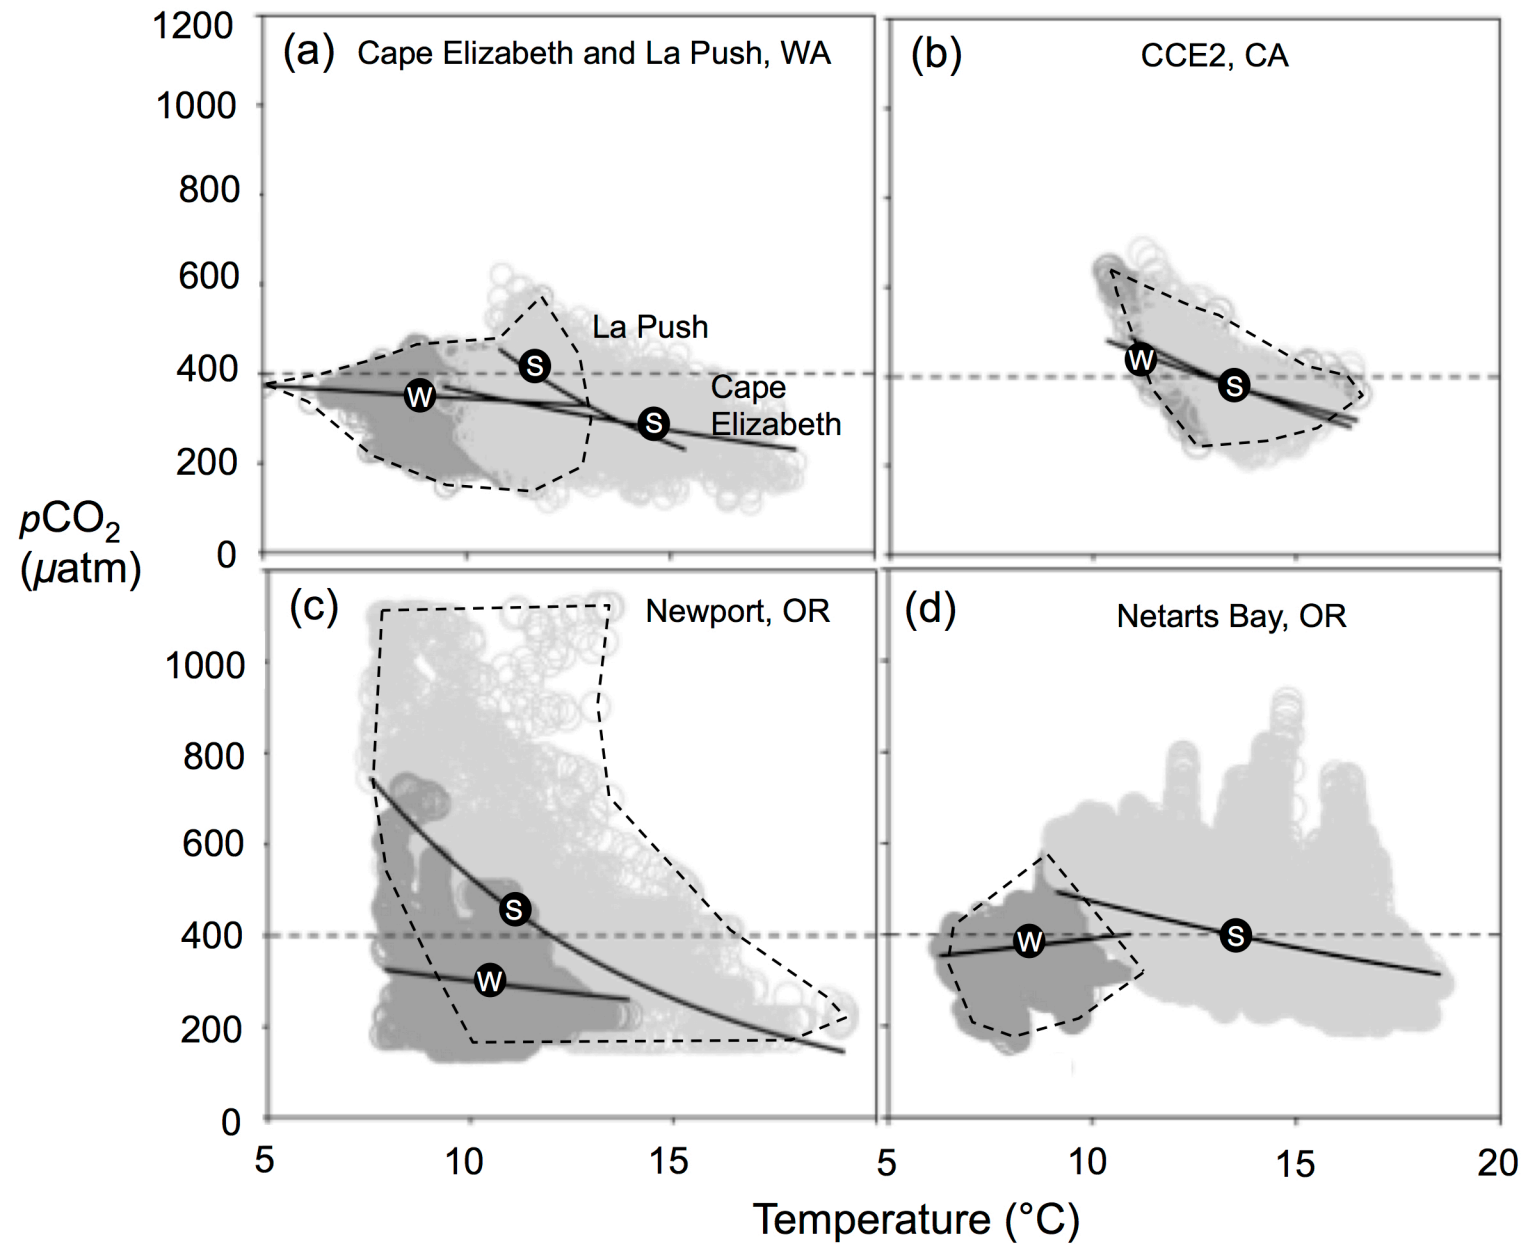 1200
(a) Cape Elizabeth and La Push, WA
(b) CCE2, CA
1000
800
600
La Push
S
400
W
Cape
Elizabeth
S
W
S
200
pCO2
(µatm)
0
(c) Newport, OR
(d) Netarts Bay, OR
1000
800
600
S
400
W
S
W
200
0
5 10 15 5 10 15 20
Temperature (°C)